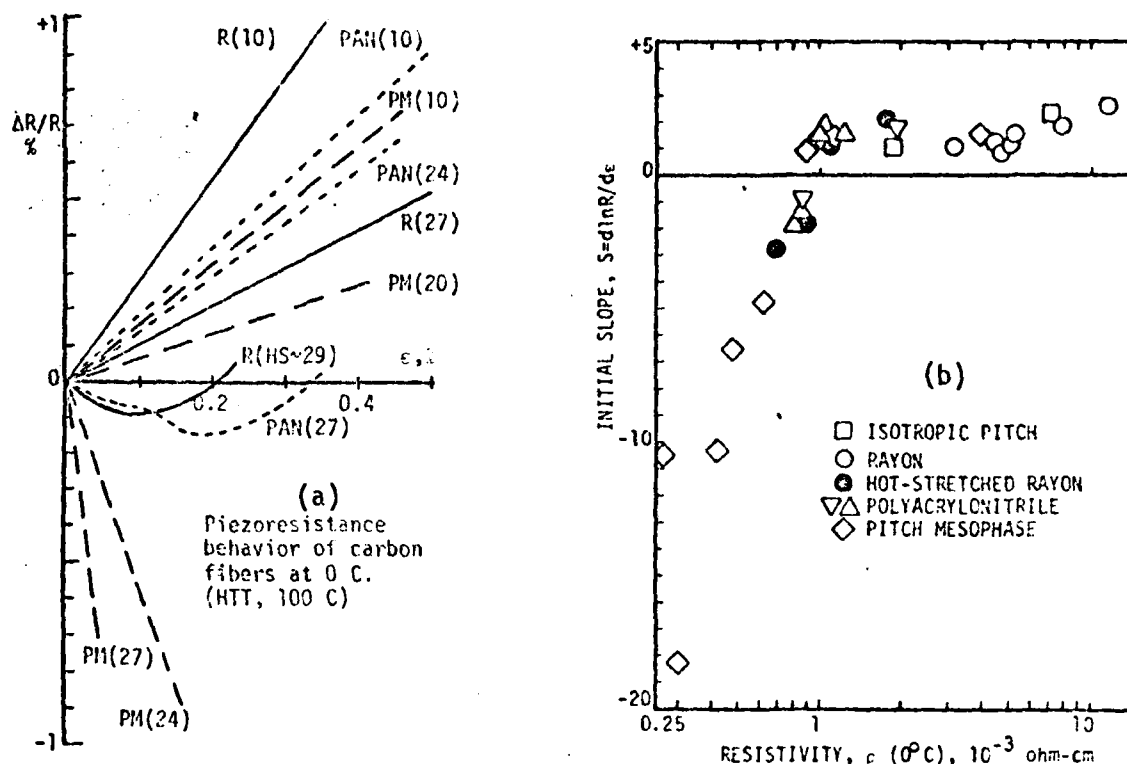 +1
R(10)
PAN(10)
PM(10)
ΔR/R
%
PAN(24)
R(27)
PM(20)
R(HS~29)
ε,
0
0.2
0.4
PAN(27)
(a)
Piezoresistance
behavior of carbon
fibers at 0 C.
(HTT, 100 C)
PM(27)
PM(24)
-1
+5
0
-10
-20
INITIAL SLOPE, S=dlnR/dε
(b)
ISOTROPIC PITCH
RAYON
HOT-STRETCHED RAYON
POLYACRYLONITRILE
PITCH MESOPHASE
0.25
1
10
RESISTIVITY, ρ (0°C), 10⁻³ ohm-cm